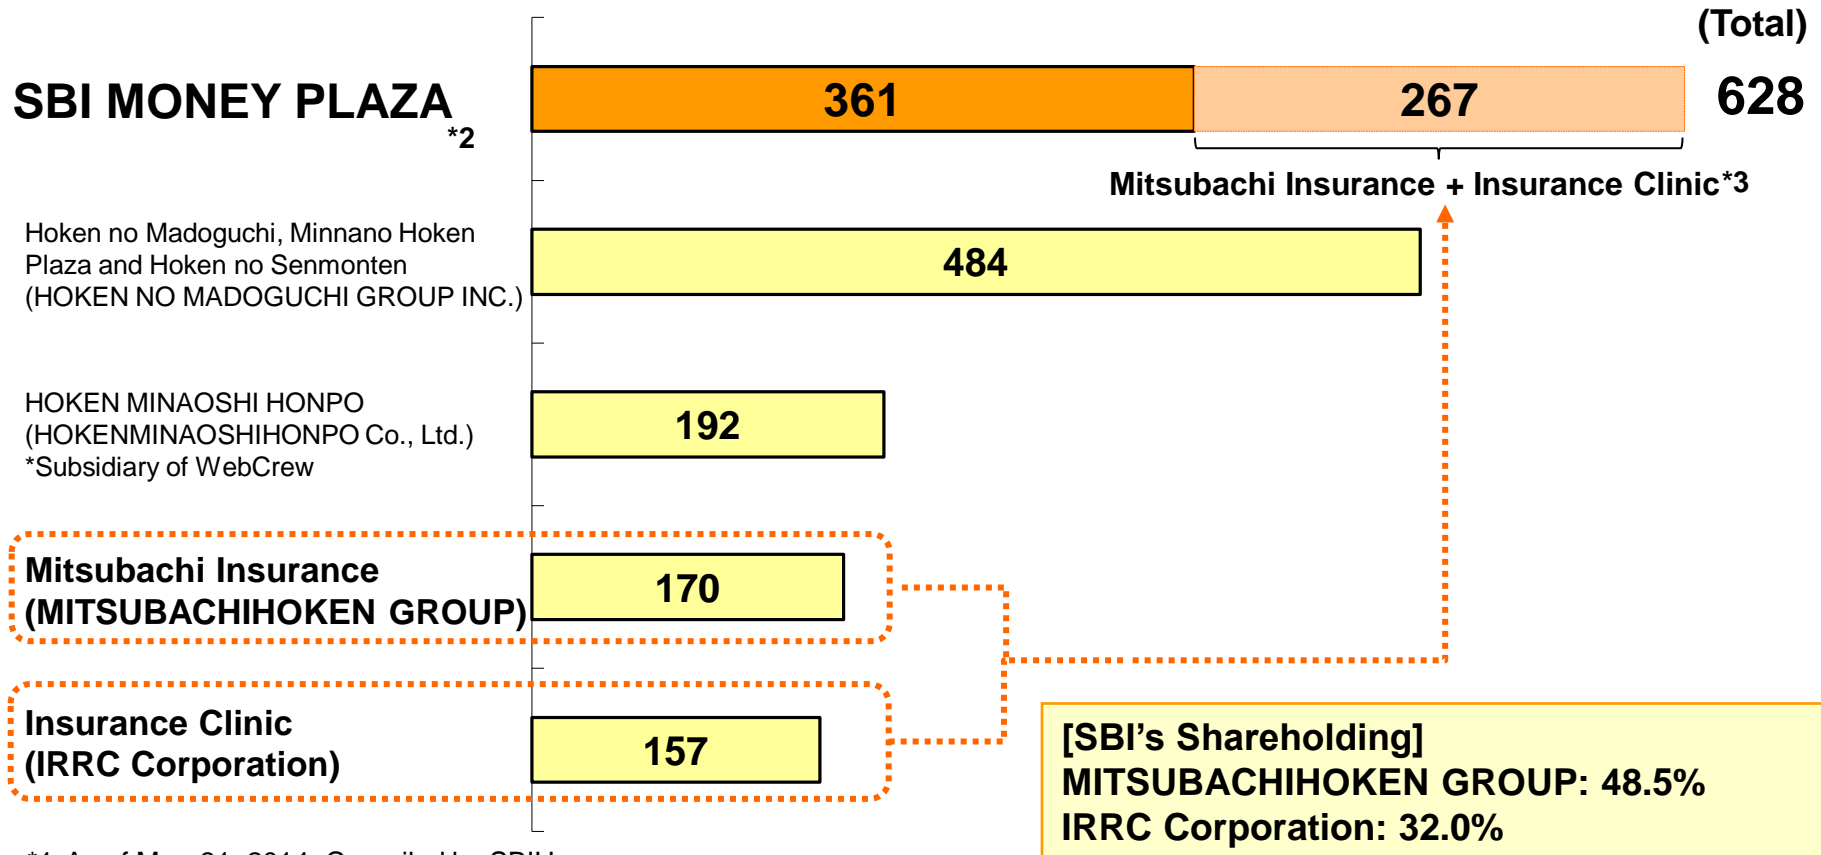 (Total)
SBI MONEY PLAZA *2
361
267
628
Mitsubachi Insurance + Insurance Clinic*3
Hoken no Madoguchi, Minnano Hoken
Plaza and Hoken no Senmonten
(HOKEN NO MADOGUCHI GROUP INC.)
484
HOKEN MINAOSHI HONPO
(HOKENMINAOSHIHONPO Co., Ltd.)
*Subsidiary of WebCrew
192
Mitsubachi Insurance
(MITSUBACHIHOKEN GROUP)
170
Insurance Clinic
(IRRC Corporation)
157
[SBI’s Shareholding]
MITSUBACHIHOKEN GROUP: 48.5%
IRRC Corporation: 32.0%